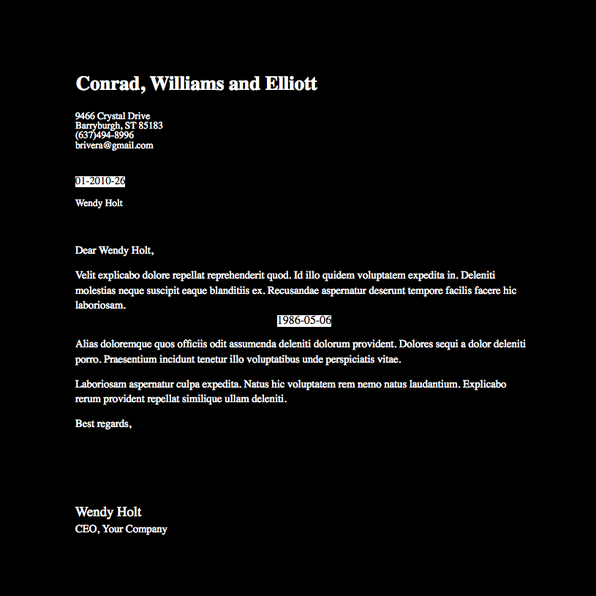 Conrad, Williams and Elliott
9466 Crystal Drive
Barryburgh, ST 85183
(637)494-8996
brivera@gmail.com
01-2010-26
Wendy Holt
Dear Wendy Holt,
Velit explicabo dolore repellat reprehenderit quod. Id illo quidem voluptatem expedita in. Deleniti
molestias neque suscipit eaque blanditiis ex. Recusandae aspernatur deserunt tempore facilis facere hic
laboriosam.
1986-05-06
Alias doloremque quos officiis odit assumenda deleniti dolorum provident. Dolores sequi a dolor deleniti
porro. Praesentium incidunt tenetur illo voluptatibus unde perspiciatis vitae.
Laboriosam aspernatur culpa expedita. Natus hic voluptatem rem nemo natus laudantium. Explicabo
rerum provident repellat similique ullam deleniti.
Best regards,
Wendy Holt
CEO, Your Company